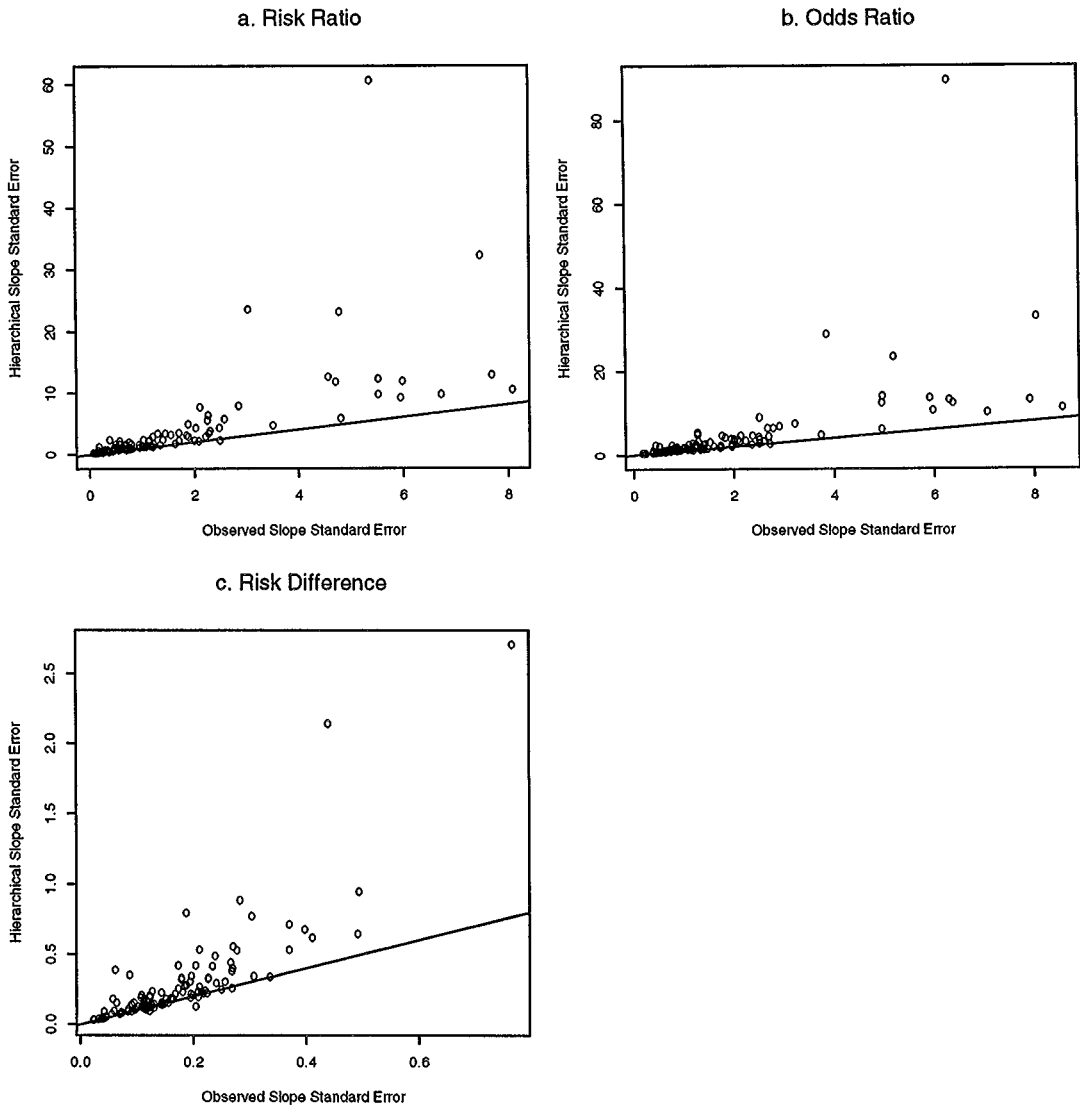 a. Risk Ratio
Hierarchical Slope Standard Error
60
50
40
30
20
10
0
0 2 4 6 8
Observed Slope Standard Error
b. Odds Ratio
Hierarchical Slope Standard Error
80
60
40
20
0
0 2 4 6 8
Observed Slope Standard Error
c. Risk Difference
Hierarchical Slope Standard Error
2.5
2.0
1.5
1.0
0.5
0.0
0.0 0.2 0.4 0.6
Observed Slope Standard Error